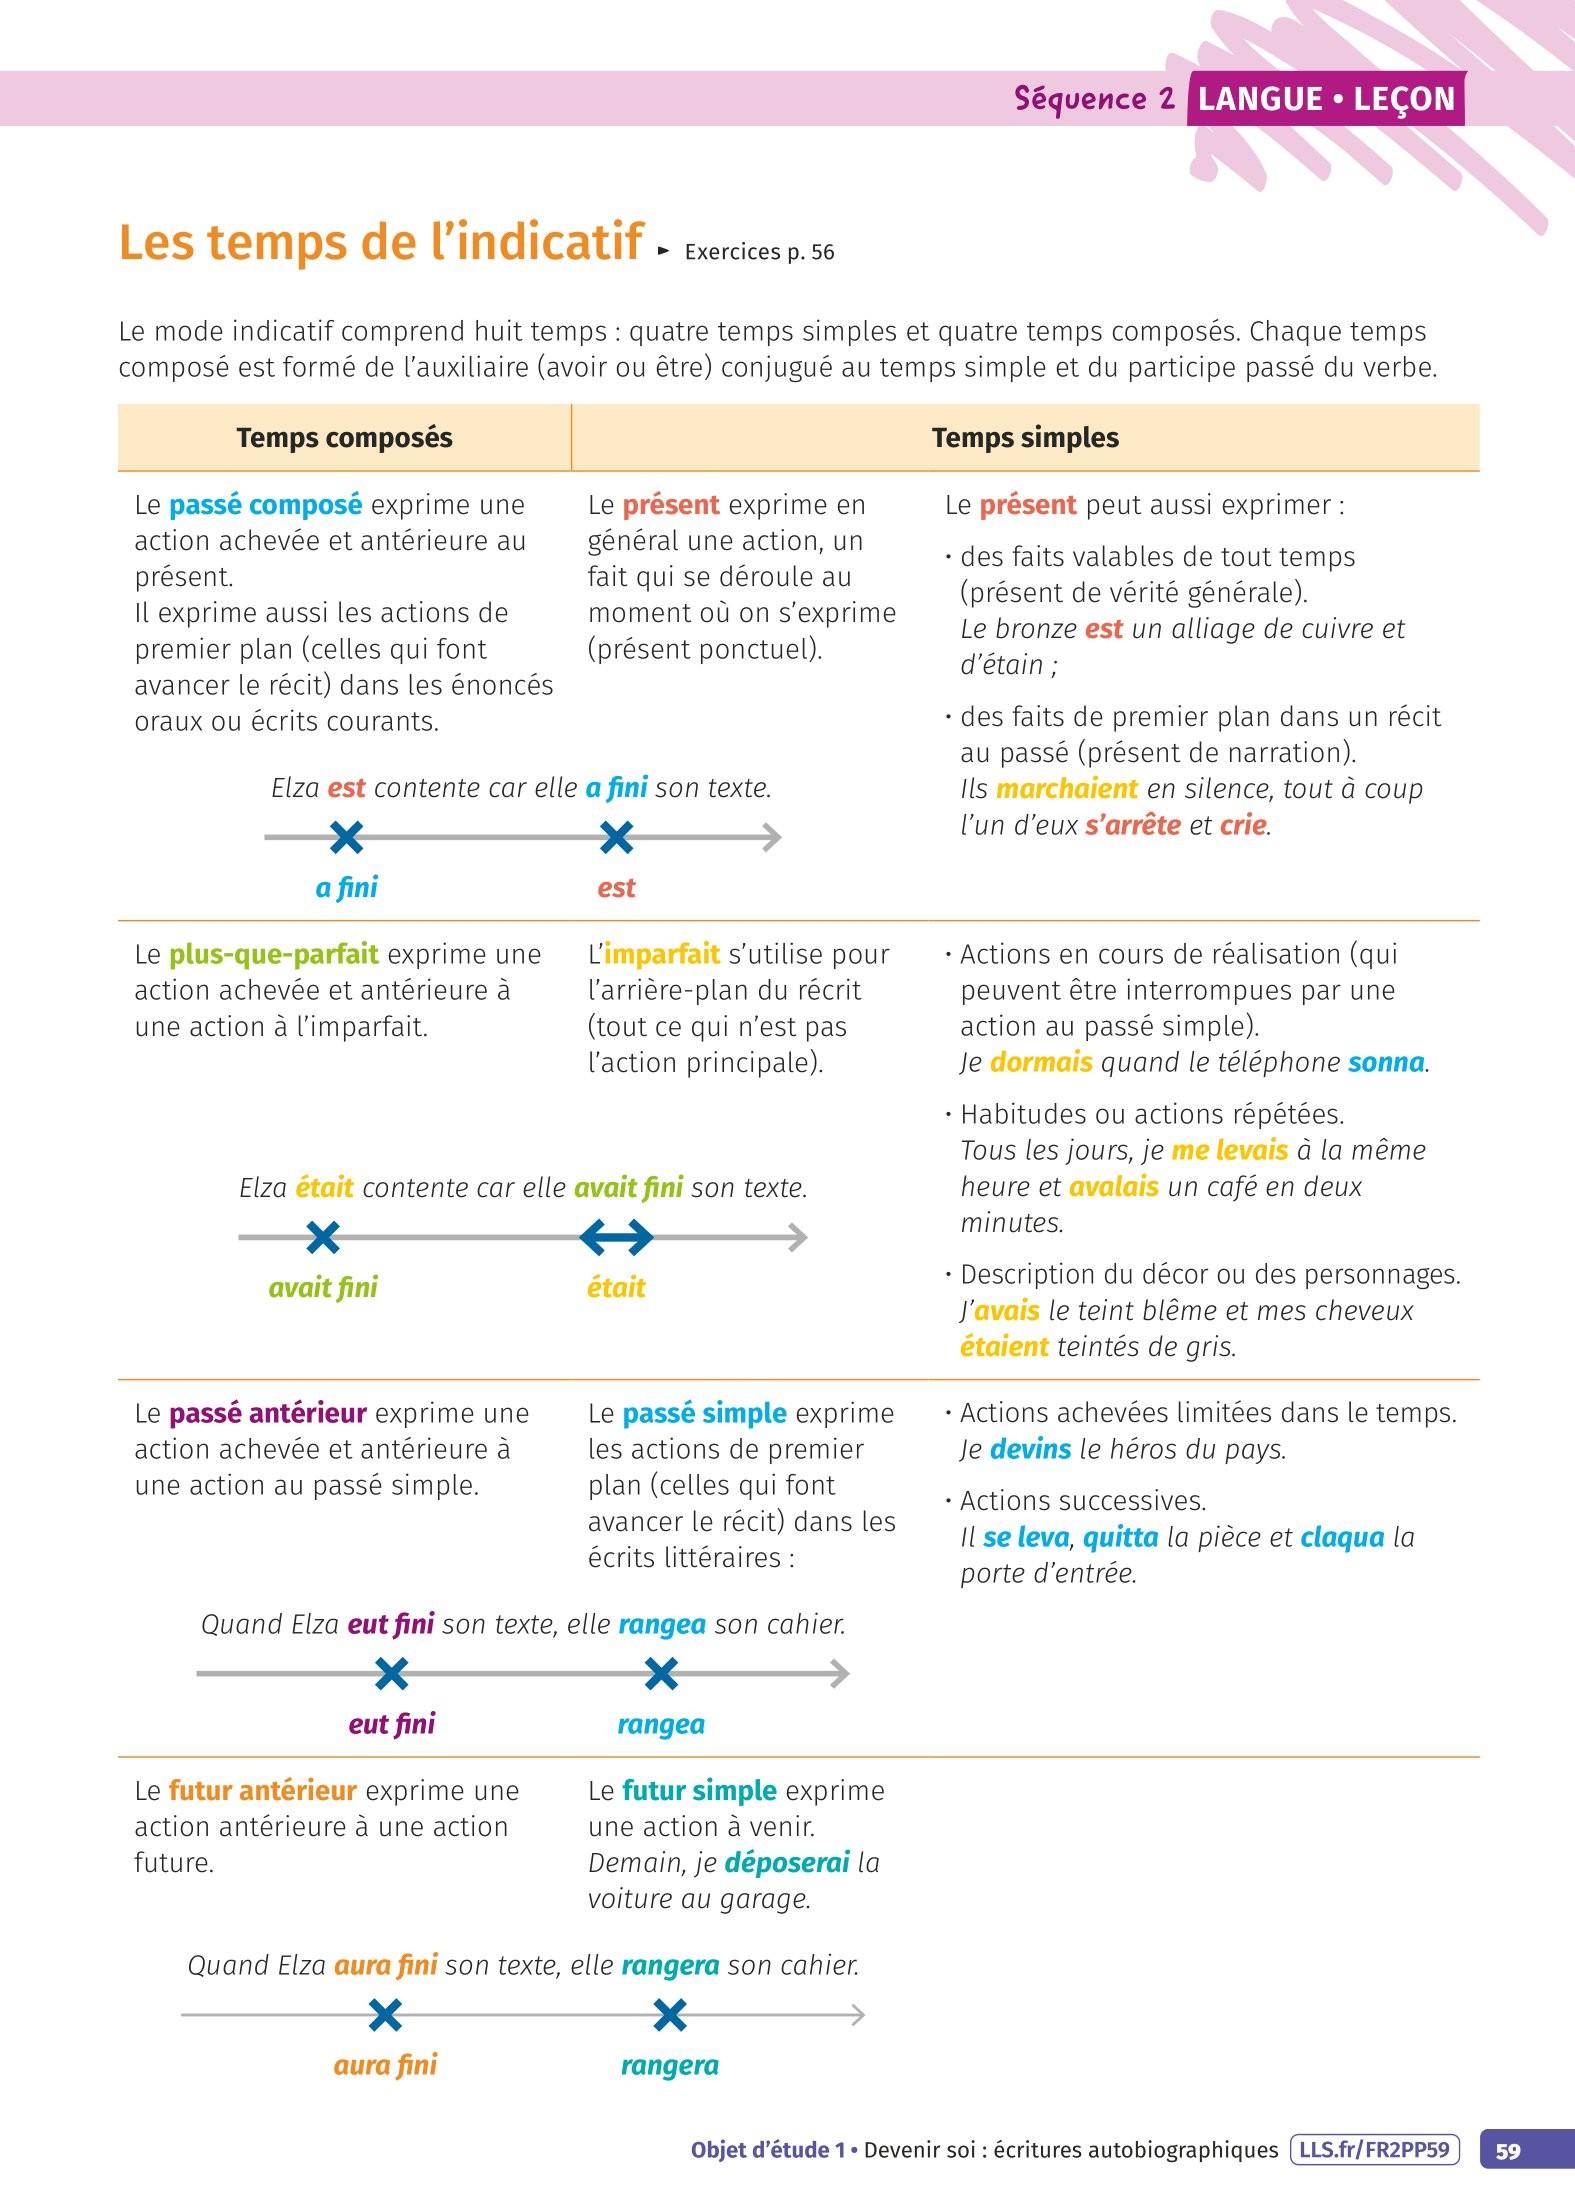 Séquence 2 LANGUE • LEÇON
Les temps de l’indicatif ► Exercices p. 56
Le mode indicatif comprend huit temps : quatre temps simples et quatre temps composés. Chaque temps
composé est formé de l’auxiliaire (avoir ou être) conjugué au temps simple et du participe passé du verbe.
Temps composés
Temps simples
Le passé composé exprime une
action achevée et antérieure au
présent.
Il exprime aussi les actions de
premier plan (celles qui font
avancer le récit) dans les énoncés
oraux ou écrits courants.
Le présent exprime en
général une action, un
fait qui se déroule au
moment où on s’exprime
(présent ponctuel).
Elza est contente car elle a fini son texte.
a fini
est
Le présent peut aussi exprimer :
• des faits valables de tout temps
(présent de vérité générale).
Le bronze est un alliage de cuivre et
d’étain ;
• des faits de premier plan dans un récit
au passé (présent de narration).
Ils marchaient en silence, tout à coup
l’un d’eux s’arrête et crie.
Le plus-que-parfait exprime une
action achevée et antérieure à
une action à l’imparfait.
L’imparfait s’utilise pour
l’arrière-plan du récrit
(tout ce qui n’est pas
l’action principale).
Elza était contente car elle avait fini son texte.
avait fini
était
• Actions en cours de réalisation (qui
peuvent être interrompues par une
action au passé simple).
Je dormais quand le téléphone sonna.
• Habitudes ou actions répétées.
Tous les jours, je me levais à la même
heure et avalais un café en deux
minutes.
• Description du décor ou des personnages.
J’avais le teint blême et mes cheveux
étaient teintés de gris.
Le passé antérieur exprime une
action achevée et antérieure à
une action au passé simple.
Le passé simple exprime
les actions de premier
plan (celles qui font
avancer le récit) dans les
écrits littéraires :
Quand Elza eut fini son texte, elle rangea son cahier.
eut fini
rangea
• Actions achevées limitées dans le temps.
Je devins le héros du pays.
• Actions successives.
Il se leva, quitta la pièce et claqua la
porte d’entrée.
Le futur antérieur exprime une
action antérieure à une action
future.
Le futur simple exprime
une action à venir.
Demain, je déposerai la
voiture au garage.
Quand Elza aura fini son texte, elle rangera son cahier.
aura fini
rangera
Objet d’étude 1 • Devenir soi : écritures autobiographiques LLS.fr/FR2PP59 59